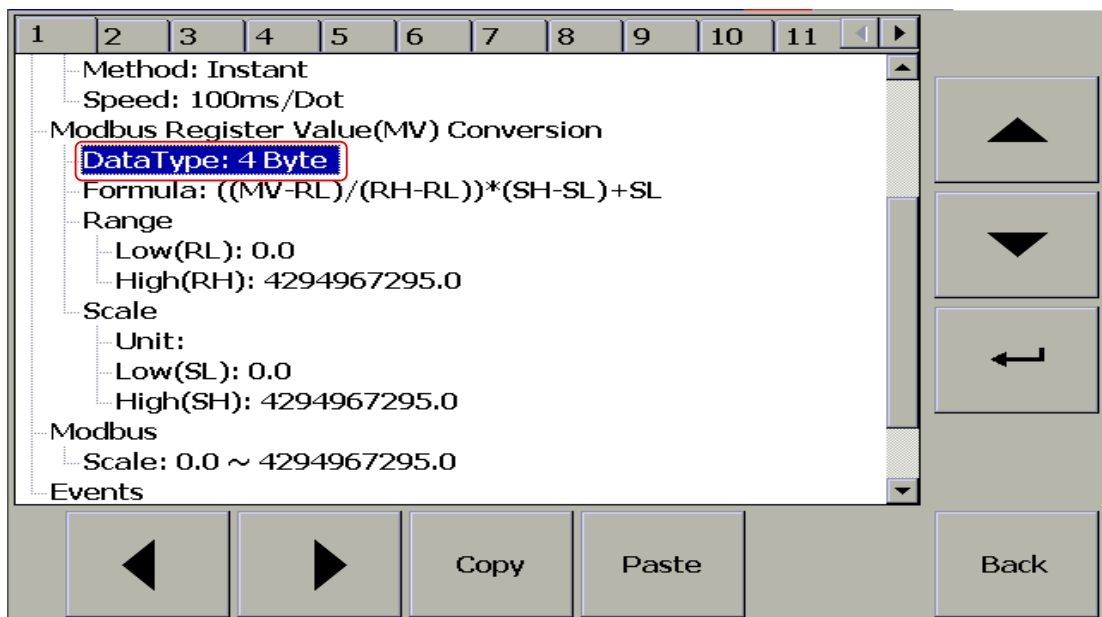 1 2 3 4 5 6 7 8 9 10 11
Method: Instant
Speed: 100ms/Dot
Modbus Register Value(MV) Conversion
DataType: 4 Byte
Formula: ((MV-RL)/(RH-RL))*(SH-SL)+SL
Range
Low(RL): 0.0
High(RH): 4294967295.0
Scale
Unit:
Low(SL): 0.0
High(SH): 4294967295.0
Modbus
Scale: 0.0 ~ 4294967295.0
Events
Copy Paste Back